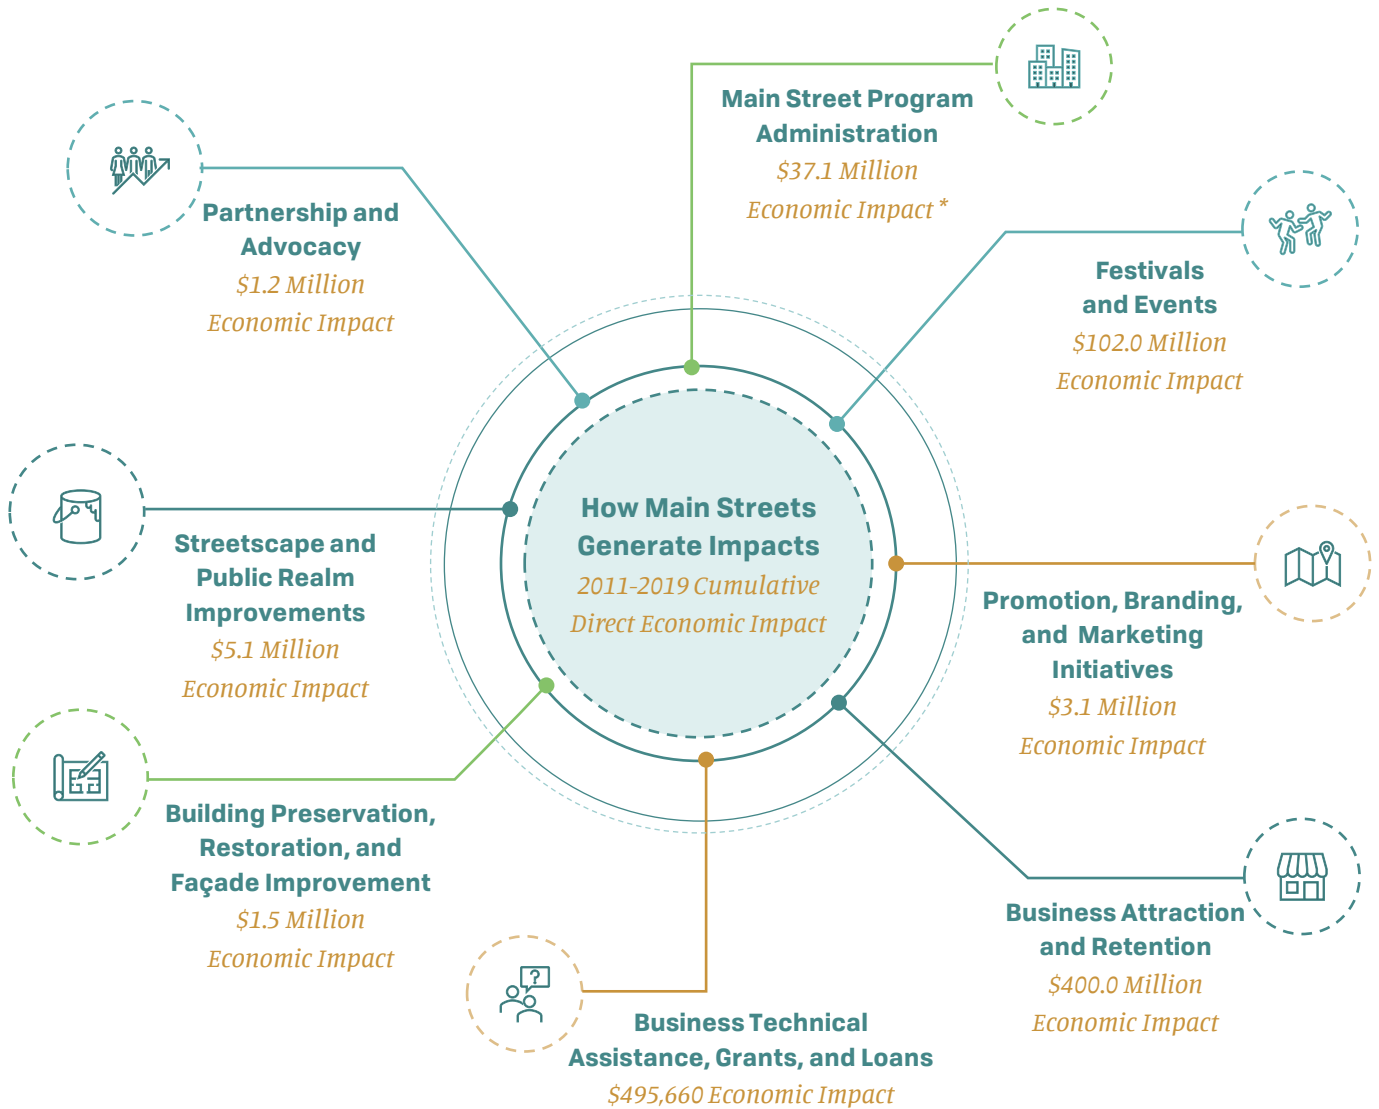 Main Street Program
Administration
$37.1 Million
Economic Impact *
Partnership and
Advocacy
$1.2 Million
Economic Impact
Festivals
and Events
$102.0 Million
Economic Impact
How Main Streets
Generate Impacts
2011-2019 Cumulative
Direct Economic Impact
Streetscape and
Public Realm
Improvements
$5.1 Million
Economic Impact
Promotion, Branding,
and Marketing
Initiatives
$3.1 Million
Economic Impact
Building Preservation,
Restoration, and
Façade Improvement
$1.5 Million
Economic Impact
Business Attraction
and Retention
$400.0 Million
Economic Impact
?
Business Technical
Assistance, Grants, and Loans
$495,660 Economic Impact